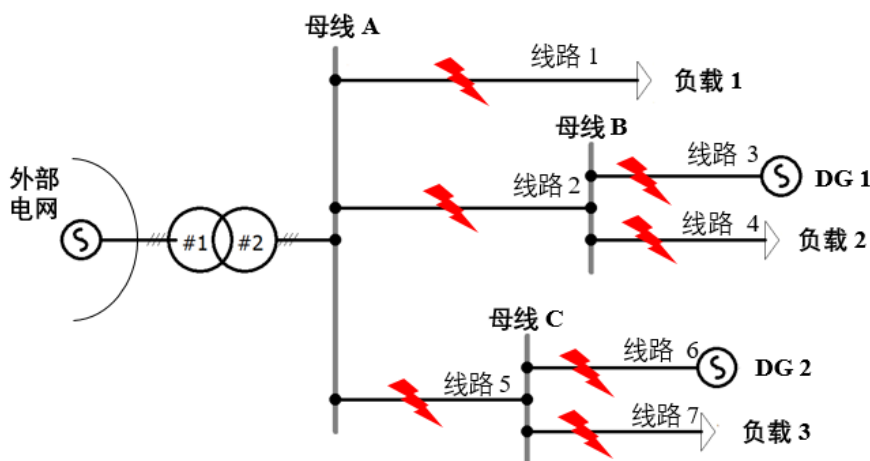 母线 A
线路 1
负载 1
母线 B
线路 3
DG 1
外部
电网
线路 2
线路 4
负载 2
#1
#2
母线 C
线路 6
DG 2
线路 5
线路 7
负载 3